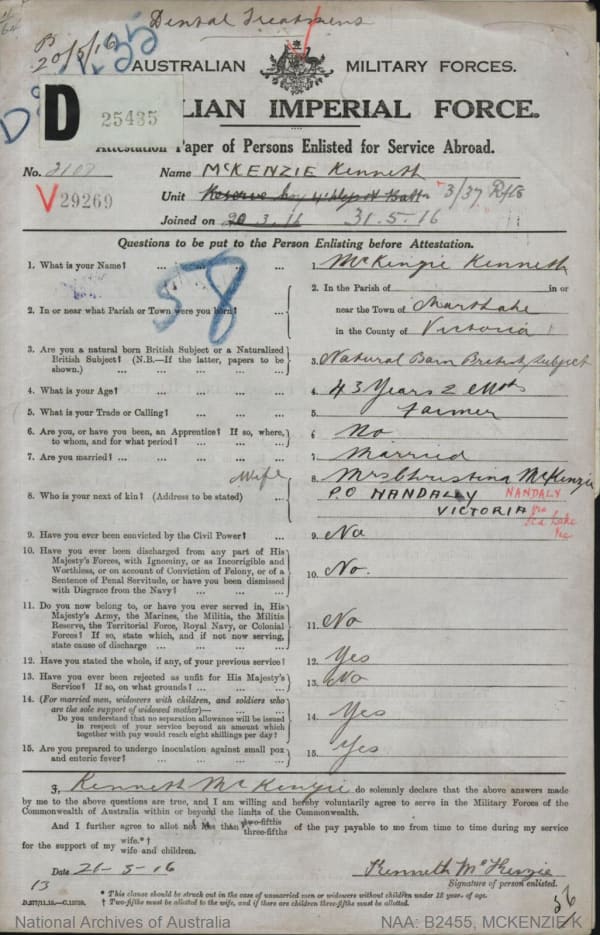 Dental Treatment
B
20/5/16
D
AUSTRALIAN MILITARY FORCES.
D 25435
LIAN IMPERIAL FORCE.
Attestation Paper of Persons Enlisted for Service Abroad.
No. 2107 Name McKENZIE Kenneth
V 29269
Unit 3/37 Rfts
Joined on 20.3.16 31.5.16
Questions to be put to the Person Enlisting before Attestation.
58
1. What is your Name? ... ... ... ... ... 1. McKenzie Kenneth
2. In or near what Parish or Town were you born? 2. In the Parish of in or
near the Town of Mortlake
in the County of Victoria
3. Are you a natural born British Subject or a Naturalized
British Subject? (N.B.—If the latter, papers to be
shown.) ... ... ... ... ... 3. Natural Born British Subject
4. What is your Age? ... ... ... ... 4. 43 Years 2 Mots
5. What is your Trade or Calling? ... ... ... 5. Farmer
6. Are you, or have you been, an Apprentice? If so, where,
to whom, and for what period? ... ... ... 6 No
7. Are you married? ... ... ... ... ... 7. Married
Wife
8. Who is your next of kin? (Address to be stated) ... 8. Mrs Christina McKenzie
P.O NANDALLY NANDALY
VICTORIA via
Sea Lake
Vic
9. Have you ever been convicted by the Civil Power? ... 9. No
10. Have you ever been discharged from any part of His
Majesty's Forces, with Ignominy, or as Incorrigible and
Worthless, or on account of Conviction of Felony, or of a
Sentence of Penal Servitude, or have you been dismissed
with Disgrace from the Navy? ... ... ... 10. No.
11. Do you now belong to, or have you ever served in, His
Majesty's Army, the Marines, the Militia, the Militia
Reserve, the Territorial Force, Royal Navy, or Colonial
Forces? If so, state which, and if not now serving,
state cause of discharge ... ... ... ... 11. No
12. Have you stated the whole, if any, of your previous service? 12. Yes
13. Have you ever been rejected as unfit for His Majesty's
Service? If so, on what grounds? ... ... ... 13. No
14. (For married men, widowers with children, and soldiers who
are the sole support of widowed mother)— ... ...
Do you understand that no separation allowance will be issued
in respect of your service beyond an amount which
together with pay would reach eight shillings per day? 14. Yes
15. Are you prepared to undergo inoculation against small pox
and enteric fever? ... ... ... ... ... 15. Yes
I, Kenneth McKenzie do solemnly declare that the above answers made
by me to the above questions are true, and I am willing and hereby voluntarily agree to serve in the Military Forces of the
Commonwealth of Australia within or beyond the limits of the Commonwealth.
And I further agree to allot not less than two-fifths three-fifths of the pay payable to me from time to time during my service
for the support of my wife.*†
wife and children.
Date 21-3-16 Kenneth McKenzie
Signature of person enlisted.
13
* This clause should be struck out in the case of unmarried men or widowers without children under 18 years of age.
D.277/11.15.—C.15729. † Two-fifths must be allotted to the wife, and if there are children three-fifths must be allotted.
National Archives of Australia NAA: B2455, MCKENZIE K